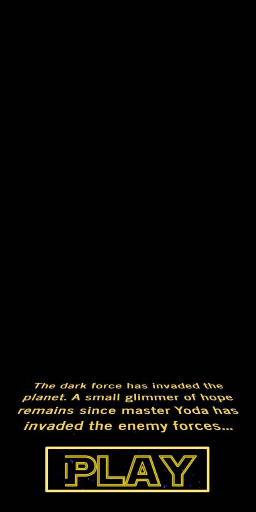 The dark force has invaded the
planet. A small glimmer of hope
remains since master Yoda has
invaded the enemy forces...
PLAY